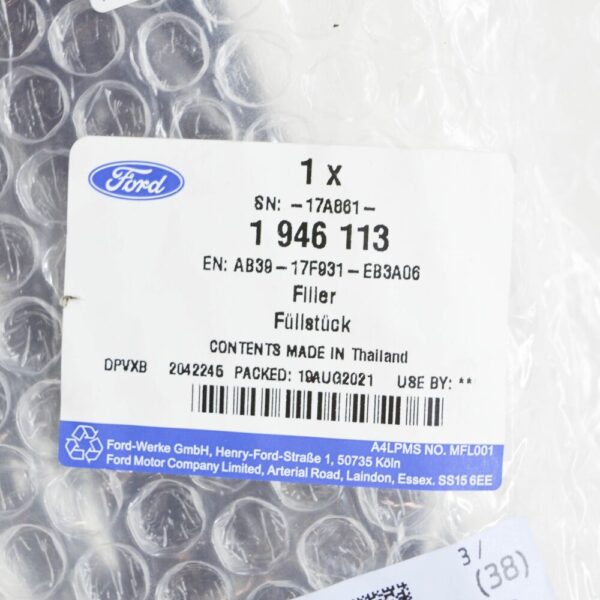 Ford
1 x
SN: -17A861-
1 946 113
EN: AB39-17F931-EB3A06
Filler
Füllstück
CONTENTS MADE IN Thailand
DPVXB 2042245 PACKED: 19AUG2021 USE BY: **
A4LPMS NO. MFL001
Ford-Werke GmbH, Henry-Ford-Straße 1, 50735 Köln
Ford Motor Company Limited, Arterial Road, Laindon, Essex. SS15 6EE
3/
(38)